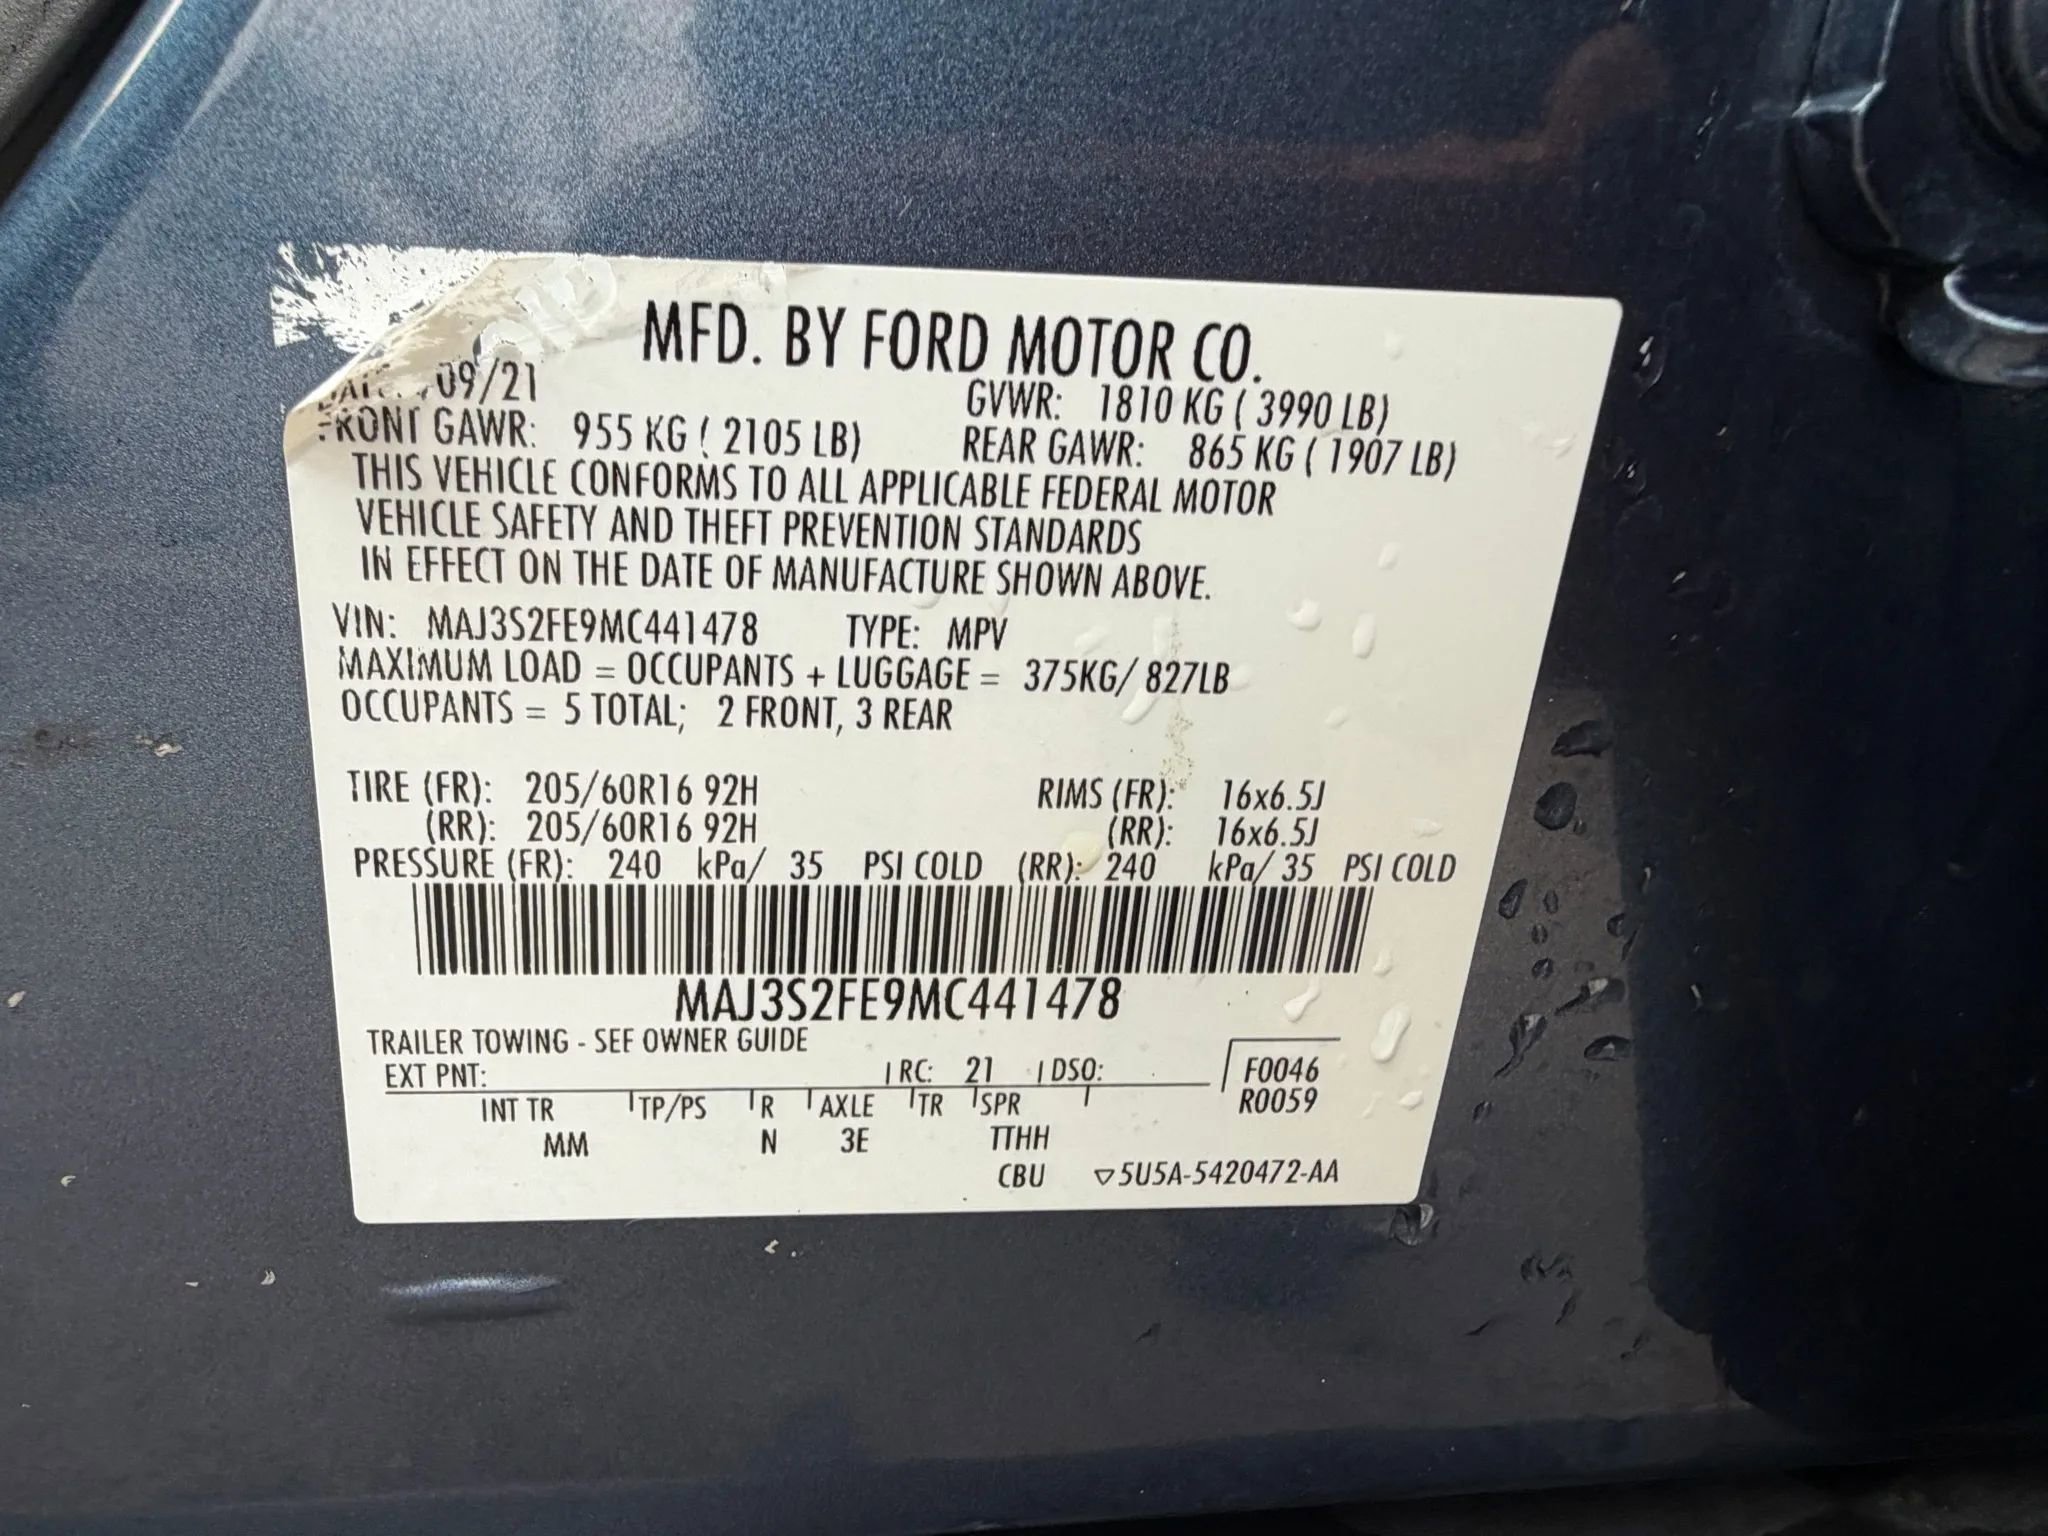 MFD. BY FORD MOTOR CO.
09/21 GVWR: 1810 KG ( 3990 LB)
FRONT GAWR: 955 KG ( 2105 LB) REAR GAWR: 865 KG ( 1907 LB)
THIS VEHICLE CONFORMS TO ALL APPLICABLE FEDERAL MOTOR
VEHICLE SAFETY AND THEFT PREVENTION STANDARDS
IN EFFECT ON THE DATE OF MANUFACTURE SHOWN ABOVE.
VIN: MAJ3S2FE9MC441478 TYPE: MPV
MAXIMUM LOAD = OCCUPANTS + LUGGAGE = 375KG/ 827LB
OCCUPANTS = 5 TOTAL; 2 FRONT, 3 REAR
TIRE (FR): 205/60R16 92H RIMS (FR): 16x6.5J
(RR): 205/60R16 92H (RR): 16x6.5J
PRESSURE (FR): 240 kPa/ 35 PSI COLD (RR): 240 kPa/ 35 PSI COLD
MAJ3S2FE9MC441478
TRAILER TOWING - SEE OWNER GUIDE
EXT PNT: RC: 21 DSO: F0046
INT TR TP/PS R AXLE TR SPR R0059
MM N 3E TTHH
CBU ▽5U5A-5420472-AA